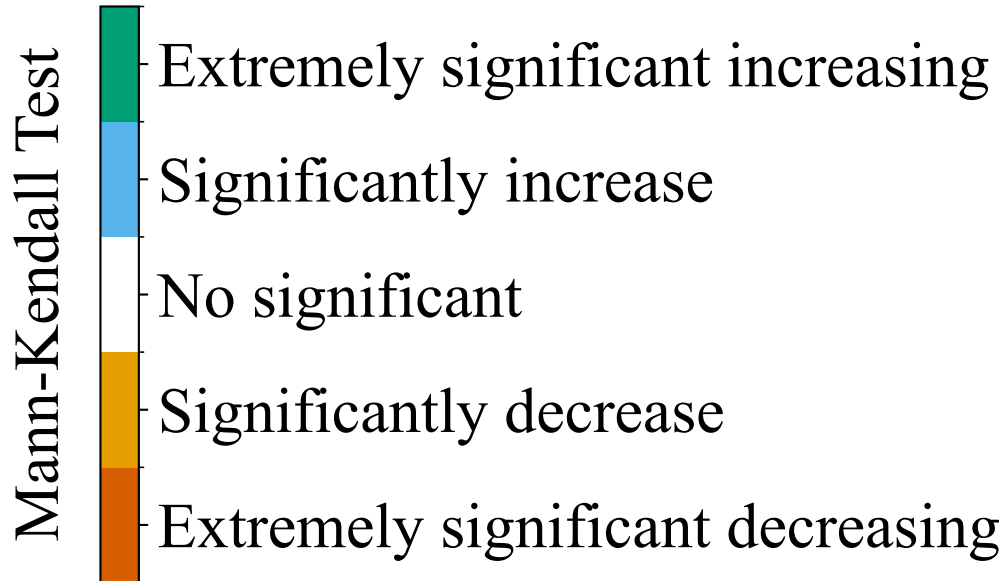 Mann-Kendall Test
Extremely significant increasing
Significantly increase
No significant
Significantly decrease
Extremely significant decreasing